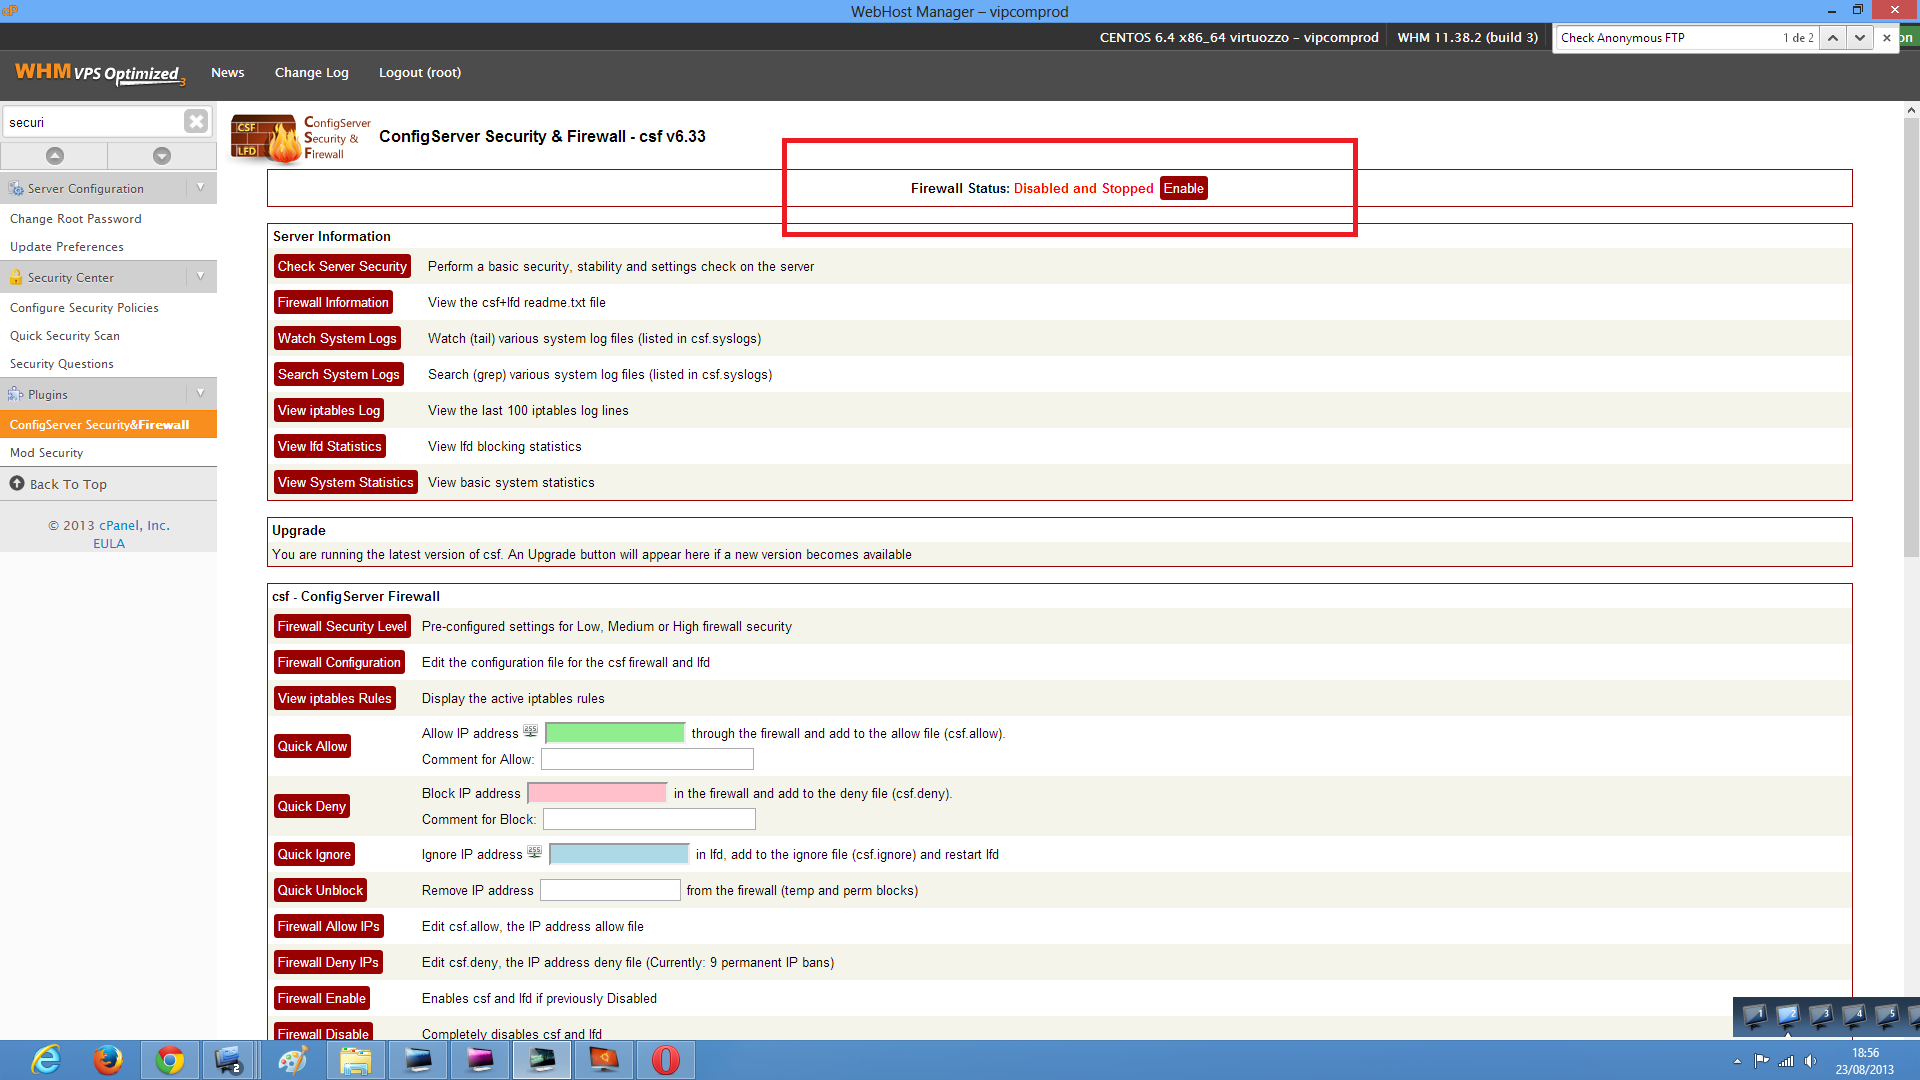 WebHost Manager – vipcomprod
CENTOS 6.4 x86_64 virtuozzo – vipcomprod
WHM 11.38.2 (build 3)
Check Anonymous FTP
1 de 2
on
WHM VPS Optimized 3
News
Change Log
Logout (root)
securi
Server Configuration
Change Root Password
Update Preferences
Security Center
Configure Security Policies
Quick Security Scan
Security Questions
Plugins
ConfigServer Security&Firewall
Mod Security
Back To Top
© 2013 cPanel, Inc.
EULA
CSF
LFD
ConfigServer
Security &
Firewall
ConfigServer Security & Firewall - csf v6.33
Firewall Status: Disabled and Stopped Enable
Server Information
Check Server Security Perform a basic security, stability and settings check on the server
Firewall Information View the csf+lfd readme.txt file
Watch System Logs Watch (tail) various system log files (listed in csf.syslogs)
Search System Logs Search (grep) various system log files (listed in csf.syslogs)
View iptables Log View the last 100 iptables log lines
View lfd Statistics View lfd blocking statistics
View System Statistics View basic system statistics
Upgrade
You are running the latest version of csf. An Upgrade button will appear here if a new version becomes available
csf - ConfigServer Firewall
Firewall Security Level Pre-configured settings for Low, Medium or High firewall security
Firewall Configuration Edit the configuration file for the csf firewall and lfd
View iptables Rules Display the active iptables rules
Quick Allow Allow IP address through the firewall and add to the allow file (csf.allow).
Comment for Allow:
Quick Deny Block IP address in the firewall and add to the deny file (csf.deny).
Comment for Block:
Quick Ignore Ignore IP address in lfd, add to the ignore file (csf.ignore) and restart lfd
Quick Unblock Remove IP address from the firewall (temp and perm blocks)
Firewall Allow IPs Edit csf.allow, the IP address allow file
Firewall Deny IPs Edit csf.deny, the IP address deny file (Currently: 9 permanent IP bans)
Firewall Enable Enables csf and lfd if previously Disabled
Firewall Disable Completely disables csf and lfd
1 2 3 4 5
2
18:56
23/08/2013